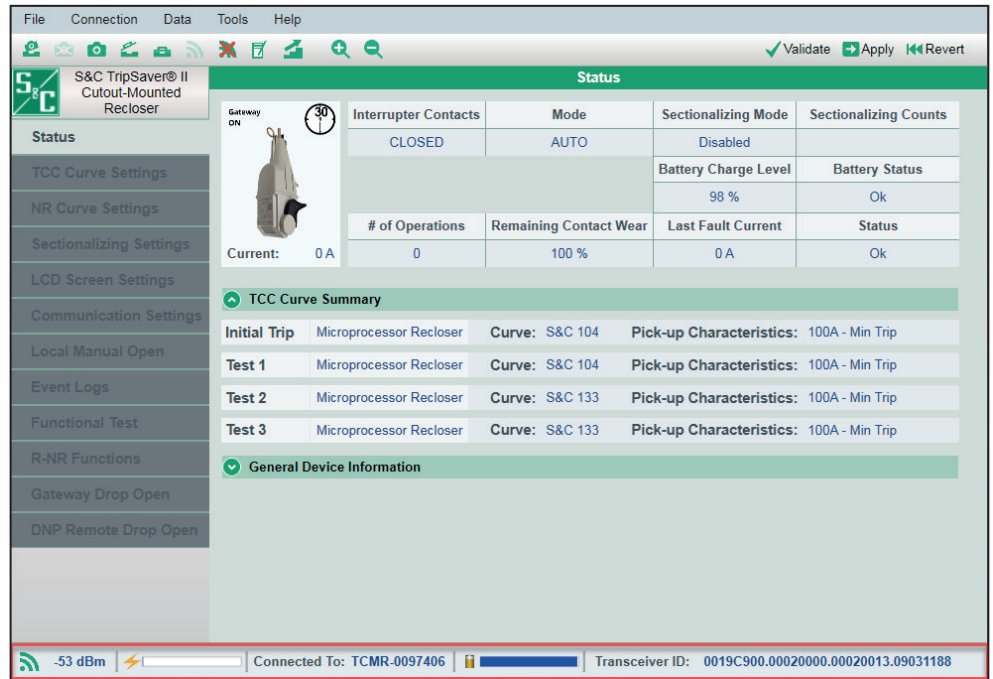 File Connection Data Tools Help
Validate Apply Revert
S&C
S&C TripSaver® II
Cutout-Mounted
Recloser
Status
TCC Curve Settings
NR Curve Settings
Sectionalizing Settings
LCD Screen Settings
Communication Settings
Local Manual Open
Event Logs
Functional Test
R-NR Functions
Gateway Drop Open
DNP Remote Drop Open
Status
Gateway
ON
30
Current: 0 A
Interrupter Contacts Mode Sectionalizing Mode Sectionalizing Counts
CLOSED AUTO Disabled
Battery Charge Level Battery Status
98 % Ok
# of Operations Remaining Contact Wear Last Fault Current Status
0 100 % 0 A Ok
TCC Curve Summary
Initial Trip Microprocessor Recloser Curve: S&C 104 Pick-up Characteristics: 100A - Min Trip
Test 1 Microprocessor Recloser Curve: S&C 104 Pick-up Characteristics: 100A - Min Trip
Test 2 Microprocessor Recloser Curve: S&C 133 Pick-up Characteristics: 100A - Min Trip
Test 3 Microprocessor Recloser Curve: S&C 133 Pick-up Characteristics: 100A - Min Trip
General Device Information
-53 dBm Connected To: TCMR-0097406 Transceiver ID: 0019C900.00020000.00020013.09031188